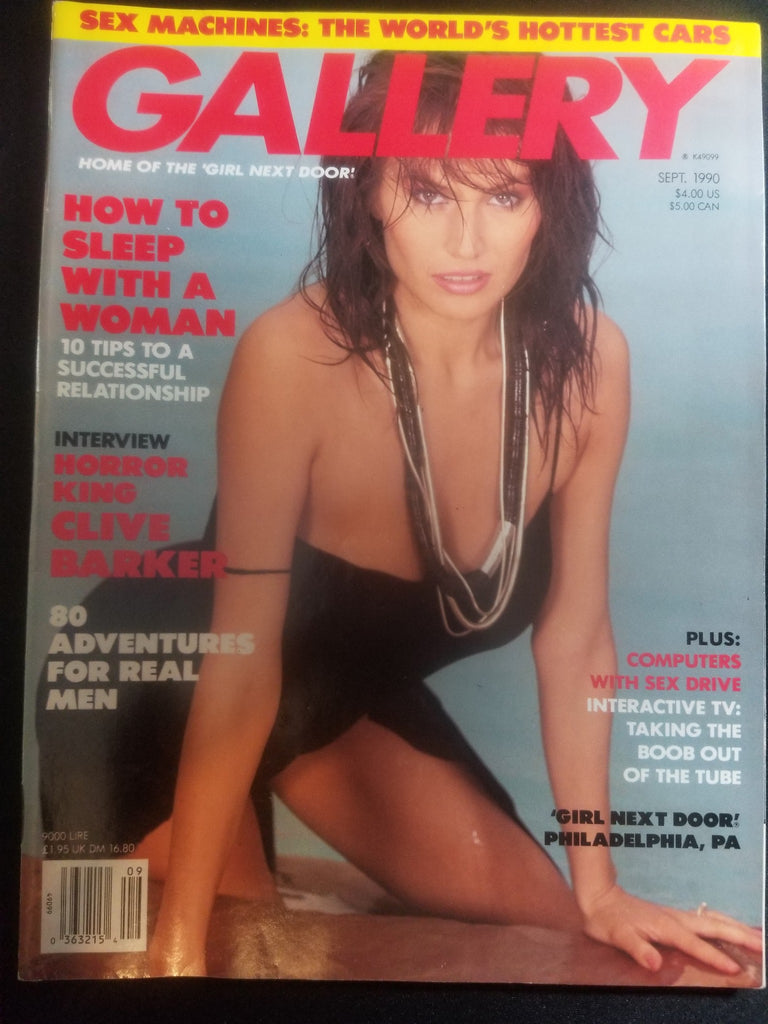 SEX MACHINES: THE WORLD'S HOTTEST CARS
GALLERY
HOME OF THE 'GIRL NEXT DOOR'!
® K49099
SEPT. 1990
$4.00 US
$5.00 CAN
HOW TO
SLEEP
WITH A
WOMAN
10 TIPS TO A
SUCCESSFUL
RELATIONSHIP
INTERVIEW
HORROR
KING
CLIVE
BARKER
80
ADVENTURES
FOR REAL
MEN
PLUS:
COMPUTERS
WITH SEX DRIVE
INTERACTIVE TV:
TAKING THE
BOOB OUT
OF THE TUBE
'GIRL NEXT DOOR'!
PHILADELPHIA, PA
9000 LIRE
£1.95 UK DM 16.80
09
0 363215 4